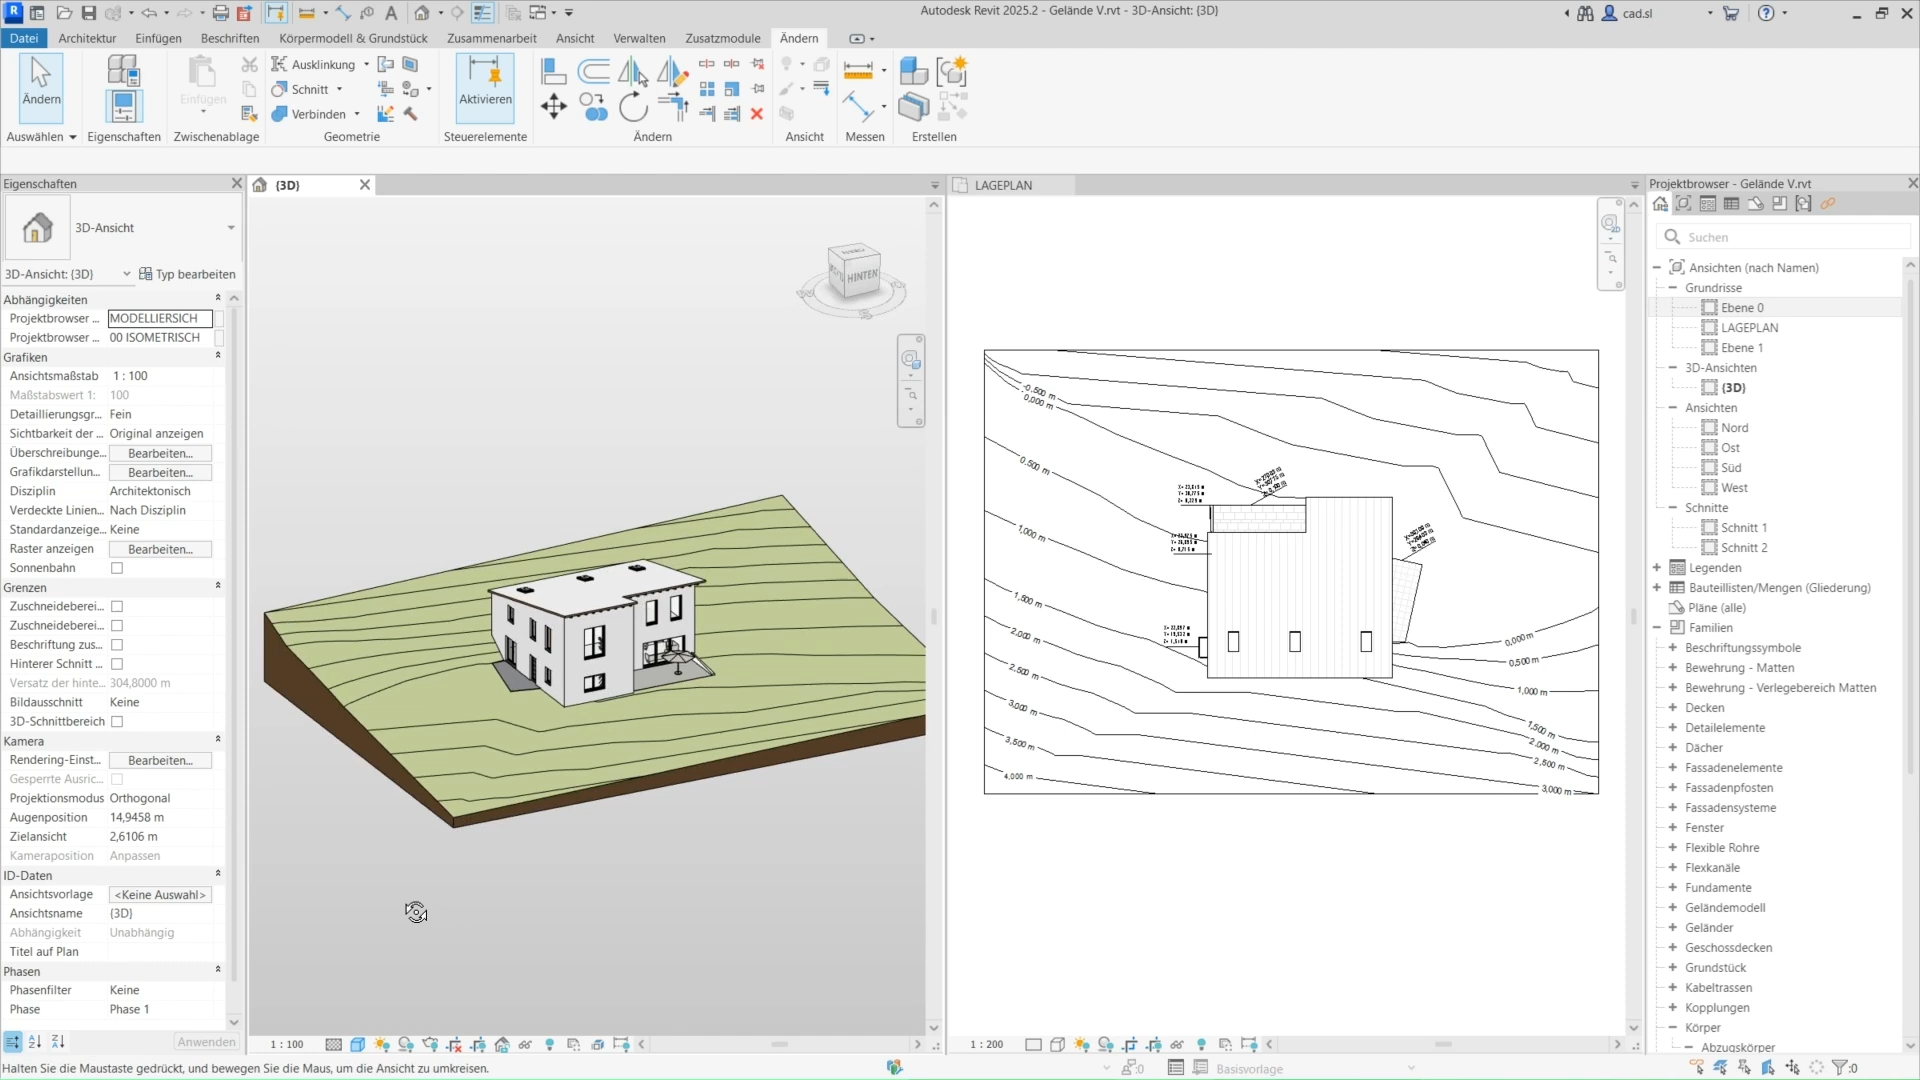 Autodesk Revit 2025.2 - Gelände V.rvt - 3D-Ansicht: {3D}
cad.sl
Datei
Architektur
Einfügen
Beschriften
Körpermodell & Grundstück
Zusammenarbeit
Ansicht
Verwalten
Zusatzmodule
Ändern
Ändern
Einfügen
Ausklinkung
Schnitt
Verbinden
Aktivieren
Auswählen
Eigenschaften
Zwischenablage
Geometrie
Steuerelemente
Ändern
Ansicht
Messen
Erstellen
Eigenschaften
3D-Ansicht
3D-Ansicht: {3D}
Typ bearbeiten
Abhängigkeiten
Projektbrowser ... MODELLIERSICH
Projektbrowser ... 00 ISOMETRISCH
Grafiken
Ansichtsmaßstab 1 : 100
Maßstabswert 1: 100
Detaillierungsgr... Fein
Sichtbarkeit der ... Original anzeigen
Überschreibunge... Bearbeiten...
Grafikdarstellun... Bearbeiten...
Disziplin Architektonisch
Verdeckte Linien... Nach Disziplin
Standardanzeige... Keine
Raster anzeigen Bearbeiten...
Sonnenbahn
Grenzen
Zuschneideberei...
Zuschneideberei...
Beschriftung zus...
Hinterer Schnitt ...
Versatz der hinte... 304,8000 m
Bildausschnitt Keine
3D-Schnittbereich
Kamera
Rendering-Einst... Bearbeiten...
Gesperrte Ausric...
Projektionsmodus Orthogonal
Augenposition 14,9458 m
Zielansicht 2,6106 m
Kameraposition Anpassen
ID-Daten
Ansichtsvorlage <Keine Auswahl>
Ansichtsname {3D}
Abhängigkeit Unabhängig
Titel auf Plan
Phasen
Phasenfilter Keine
Phase Phase 1
Anwenden
{3D}
HINTEN
1 : 100
LAGEPLAN
-0,500 m
0,000 m
0,500 m
1,000 m
1,500 m
2,000 m
2,500 m
3,000 m
3,500 m
4,000 m
0,000 m
0,500 m
1,000 m
1,500 m
2,000 m
2,500 m
3,000 m
1 : 200
Projektbrowser - Gelände V.rvt
Suchen
Ansichten (nach Namen)
Grundrisse
Ebene 0
LAGEPLAN
Ebene 1
3D-Ansichten
{3D}
Ansichten
Nord
Ost
Süd
West
Schnitte
Schnitt 1
Schnitt 2
Legenden
Bauteillisten/Mengen (Gliederung)
Pläne (alle)
Familien
Beschriftungssymbole
Bewehrung - Matten
Bewehrung - Verlegebereich Matten
Decken
Detailelemente
Dächer
Fassadenelemente
Fassadenpfosten
Fassadensysteme
Fenster
Flexible Rohre
Flexkanäle
Fundamente
Geländemodell
Geländer
Geschossdecken
Grundstück
Kabeltrassen
Kopplungen
Körper
Abzugskörper
Halten Sie die Maustaste gedrückt, und bewegen Sie die Maus, um die Ansicht zu umkreisen.
:0
Basisvorlage
:0